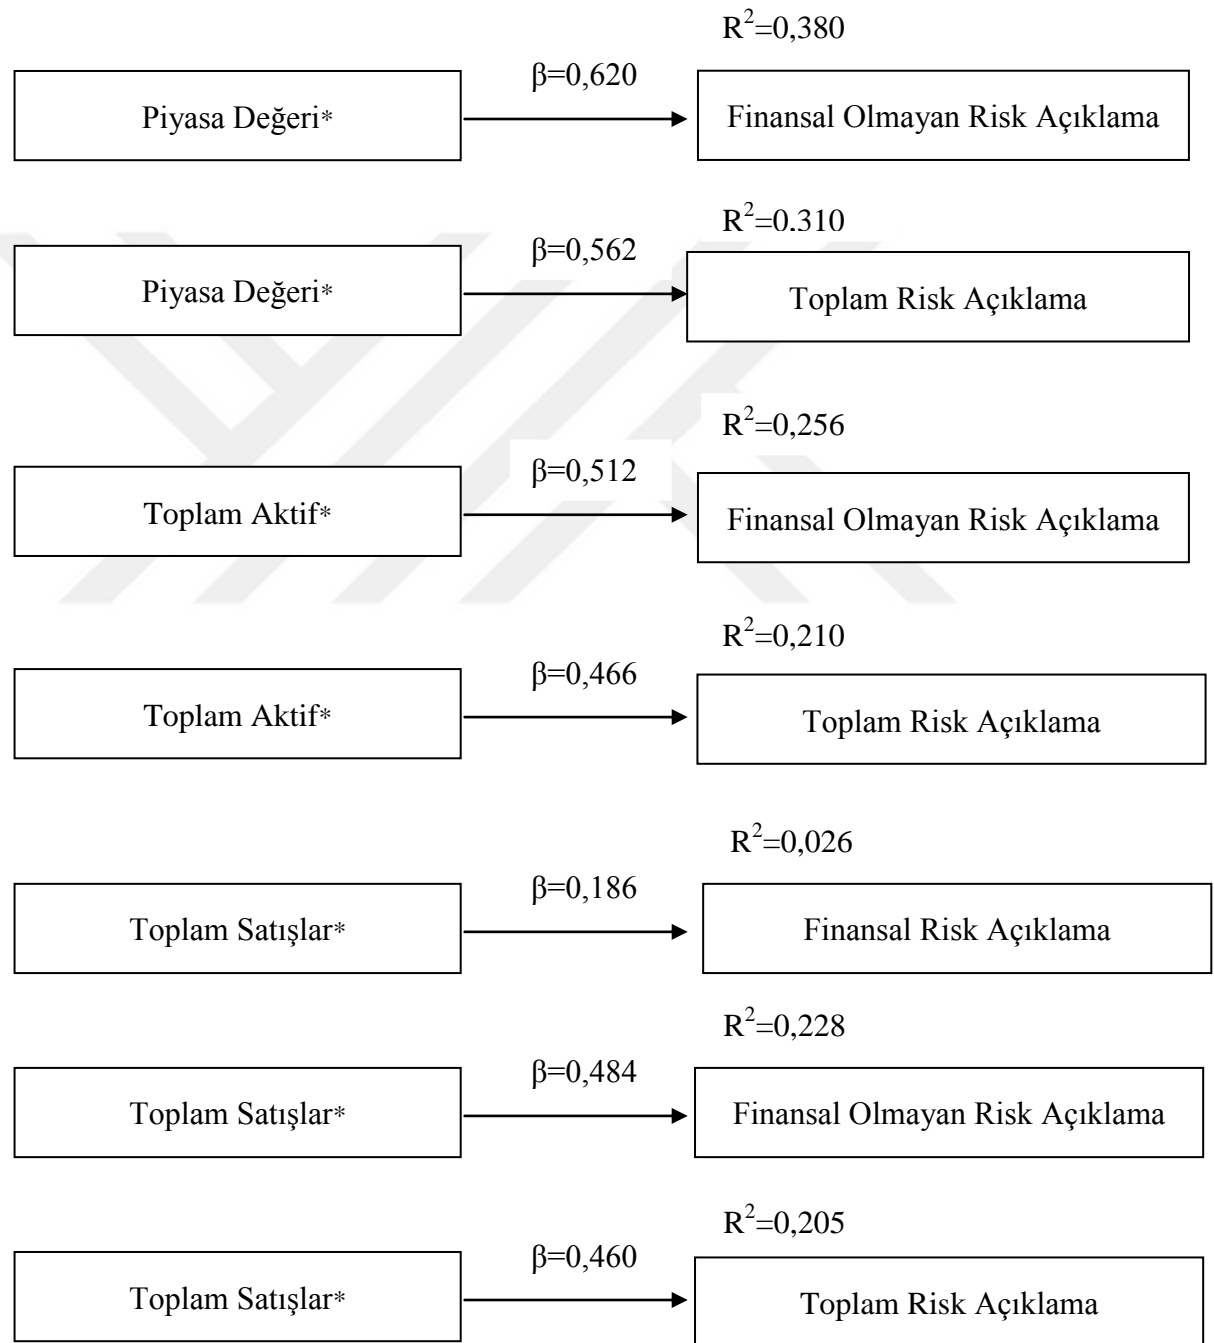 R²=0,380
β=0,620
Piyasa Değeri*
Finansal Olmayan Risk Açıklama
R²=0,310
β=0,562
Piyasa Değeri*
Toplam Risk Açıklama
R²=0,256
β=0,512
Toplam Aktif*
Finansal Olmayan Risk Açıklama
R²=0,210
β=0,466
Toplam Aktif*
Toplam Risk Açıklama
R²=0,026
β=0,186
Toplam Satışlar*
Finansal Risk Açıklama
R²=0,228
β=0,484
Toplam Satışlar*
Finansal Olmayan Risk Açıklama
R²=0,205
β=0,460
Toplam Satışlar*
Toplam Risk Açıklama